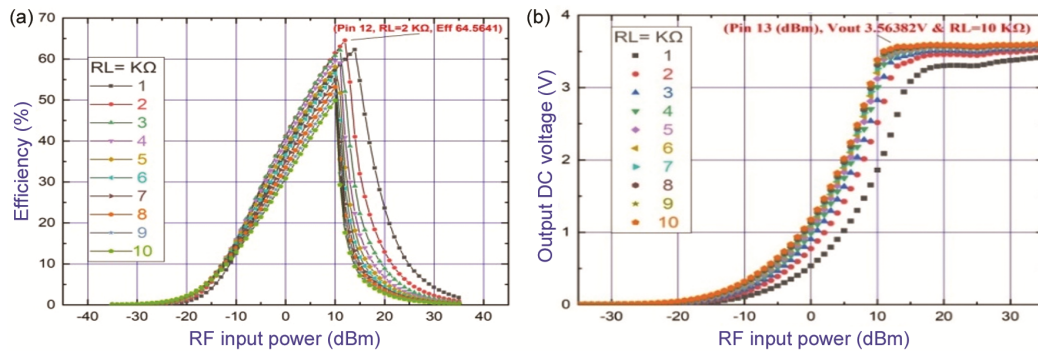 (a)
(Pin 12, RL=2 KΩ, Eff 64.5641)
RL= KΩ
1
2
3
4
5
6
7
8
9
10
Efficiency (%)
70
60
50
40
30
20
10
0
-40 -30 -20 -10 0 10 20 30 40
RF input power (dBm)
(b)
(Pin 13 (dBm), Vout 3.56382V & RL=10 KΩ)
RL= KΩ
1
2
3
4
5
6
7
8
9
10
Output DC voltage (V)
4
3
2
1
0
-30 -20 -10 0 10 20 30
RF input power (dBm)